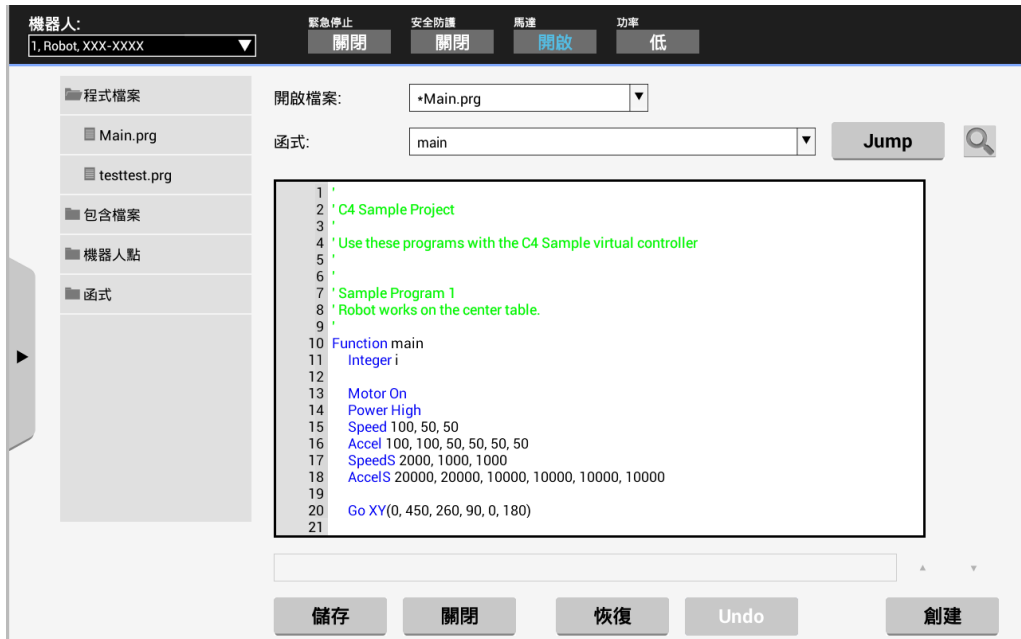 機器人:
1, Robot, XXX-XXXX
緊急停止
關閉
安全防護
關閉
馬達
開啟
功率
低
程式檔案
Main.prg
testtest.prg
包含檔案
機器人點
函式
開啟檔案:
*Main.prg
函式:
main
Jump
1 '
2 ' C4 Sample Project
3 '
4 ' Use these programs with the C4 Sample virtual controller
5 '
6 '
7 ' Sample Program 1
8 ' Robot works on the center table.
9 '
10 Function main
11 Integer i
12
13 Motor On
14 Power High
15 Speed 100, 50, 50
16 Accel 100, 100, 50, 50, 50, 50
17 SpeedS 2000, 1000, 1000
18 AccelS 20000, 20000, 10000, 10000, 10000, 10000
19
20 Go XY(0, 450, 260, 90, 0, 180)
21
儲存
關閉
恢復
Undo
創建